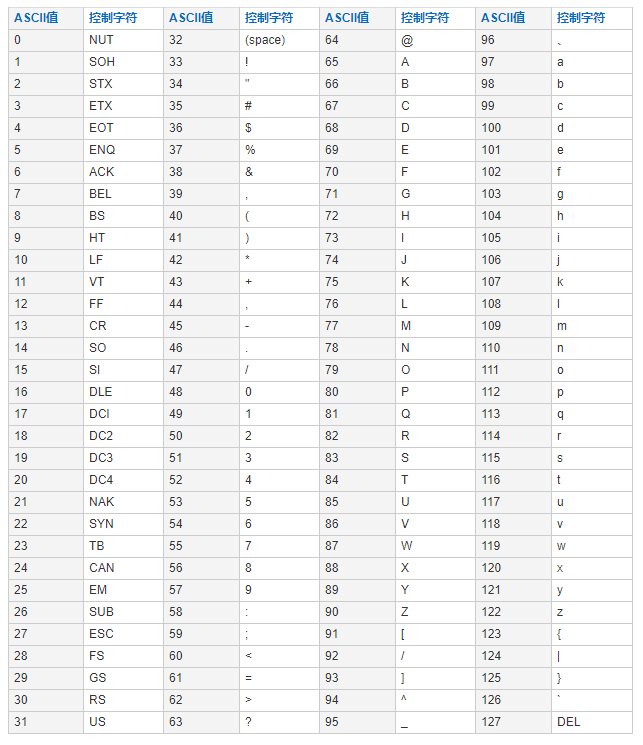 ASCII值 控制字符 ASCII值 控制字符 ASCII值 控制字符 ASCII值 控制字符
0 NUT 32 (space) 64 @ 96 、
1 SOH 33 ! 65 A 97 a
2 STX 34 " 66 B 98 b
3 ETX 35 # 67 C 99 c
4 EOT 36 $ 68 D 100 d
5 ENQ 37 % 69 E 101 e
6 ACK 38 & 70 F 102 f
7 BEL 39 , 71 G 103 g
8 BS 40 ( 72 H 104 h
9 HT 41 ) 73 I 105 i
10 LF 42 * 74 J 106 j
11 VT 43 + 75 K 107 k
12 FF 44 , 76 L 108 l
13 CR 45 - 77 M 109 m
14 SO 46 . 78 N 110 n
15 SI 47 / 79 O 111 o
16 DLE 48 0 80 P 112 p
17 DCI 49 1 81 Q 113 q
18 DC2 50 2 82 R 114 r
19 DC3 51 3 83 S 115 s
20 DC4 52 4 84 T 116 t
21 NAK 53 5 85 U 117 u
22 SYN 54 6 86 V 118 v
23 TB 55 7 87 W 119 w
24 CAN 56 8 88 X 120 x
25 EM 57 9 89 Y 121 y
26 SUB 58 : 90 Z 122 z
27 ESC 59 ; 91 [ 123 {
28 FS 60 < 92 / 124 |
29 GS 61 = 93 ] 125 }
30 RS 62 > 94 ^ 126 `
31 US 63 ? 95 _ 127 DEL